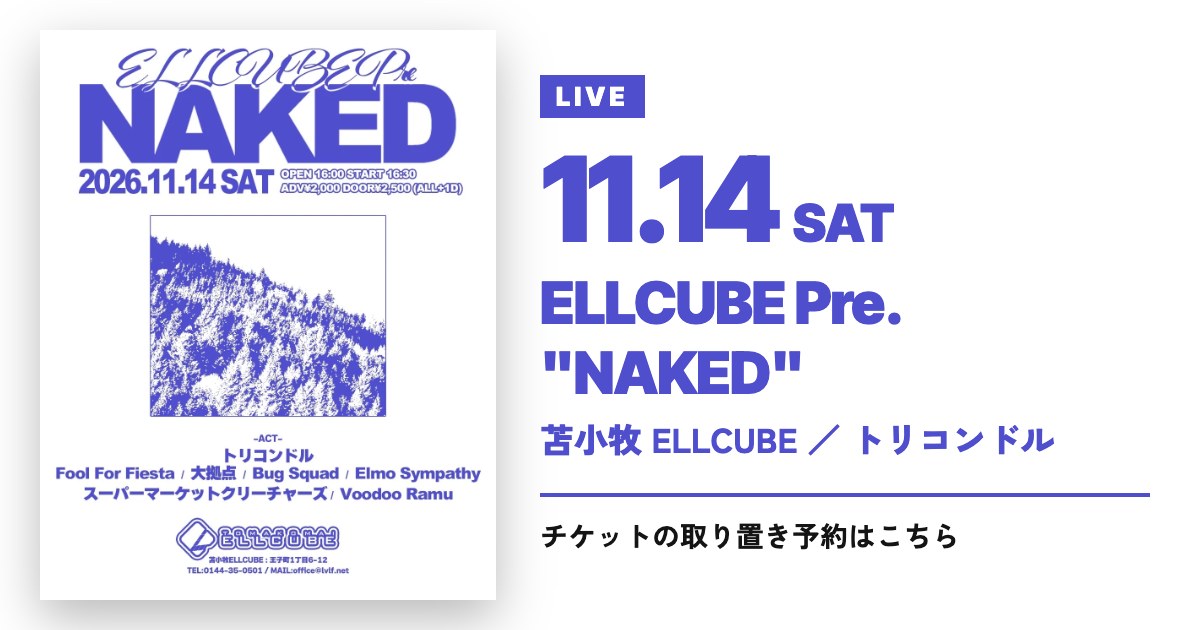 ELLCUBE Pre
NAKED
2026.11.14 SAT
OPEN 16:00 START 16:30
ADV¥2,000 DOOR¥2,500 (ALL+1D)
-ACT-
トリコンドル
Fool For Fiesta / 大拠点 / Bug Squad / Elmo Sympathy
スーパーマーケットクリーチャーズ / Voodoo Ramu
ELLCUBE
苫小牧ELLCUBE : 王子町1丁目6-12
TEL:0144-35-0501 / MAIL:office@lvlf.net
LIVE
11.14 SAT
ELLCUBE Pre.
"NAKED"
苫小牧 ELLCUBE ／ トリコンドル
チケットの取り置き予約はこちら